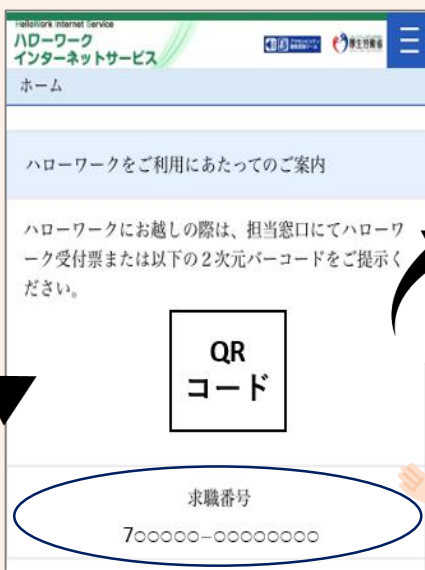 HelloWork Internet Service
ハローワーク
インターネットサービス
厚生労働省
ホーム
ハローワークをご利用にあたってのご案内
ハローワークにお越しの際は、担当窓口にてハローワ
ーク受付票または以下の２次元バーコードをご提示く
ださい。
QR
コード
求職番号
7○○○○○-○○○○○○○○